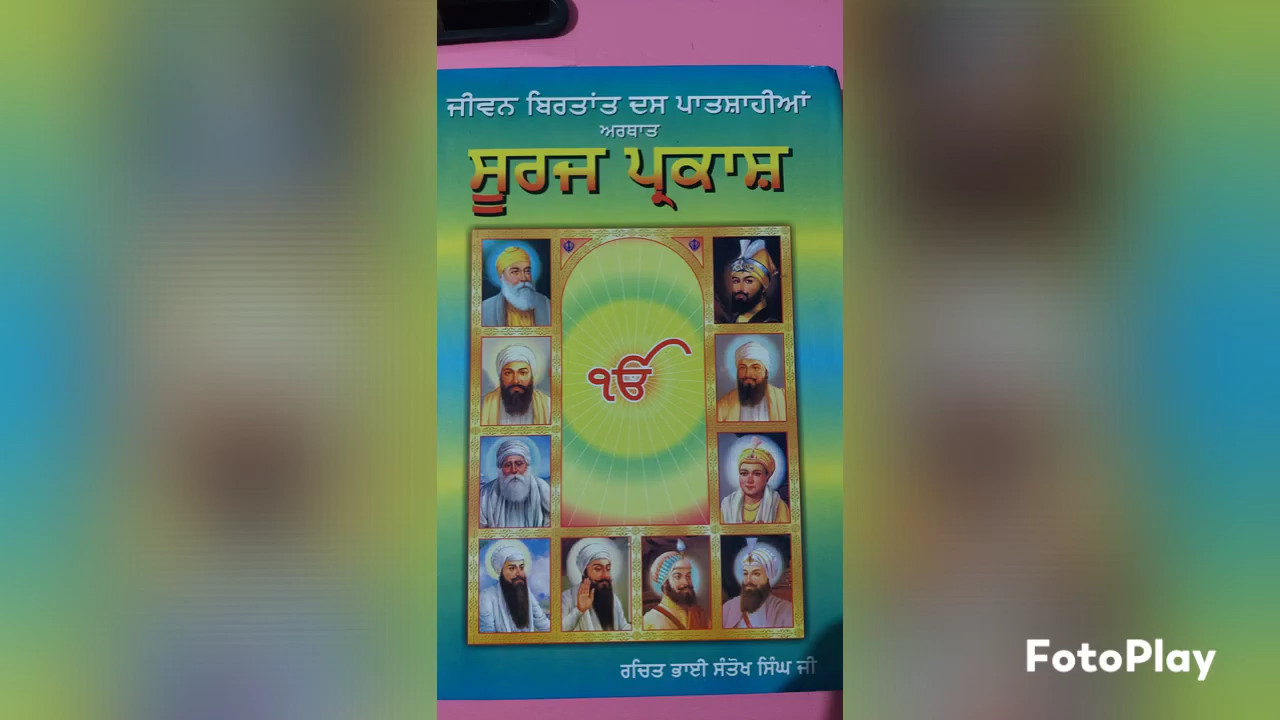 ਜੀਵਨ ਬਿਰਤਾਂਤ ਦਸ ਪਾਤਸ਼ਾਹੀਆਂ
ਅਰਥਾਤ
ਸੂਰਜ ਪ੍ਰਕਾਸ਼
ੴ
ਰਚਿਤ ਭਾਈ ਸੰਤੋਖ ਸਿੰਘ ਜੀ
FotoPlay